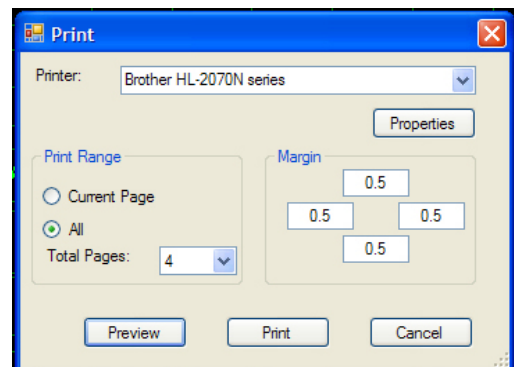 Print
Printer: Brother HL-2070N series
Properties
Print Range
Current Page
All
Total Pages: 4
Margin
0.5
0.5 0.5
0.5
Preview Print Cancel